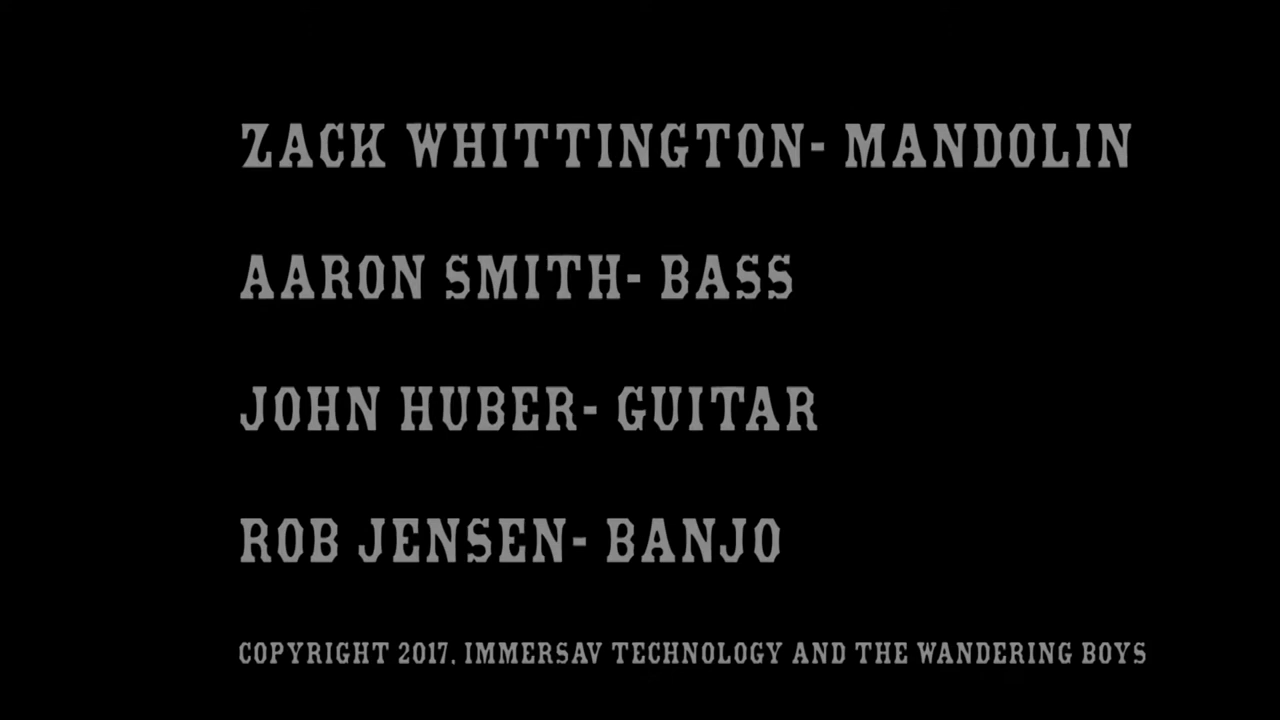 ZACK WHITTINGTON- MANDOLIN
AARON SMITH- BASS
JOHN HUBER- GUITAR
ROB JENSEN- BANJO
COPYRIGHT 2017, IMMERSAV TECHNOLOGY AND THE WANDERING BOYS